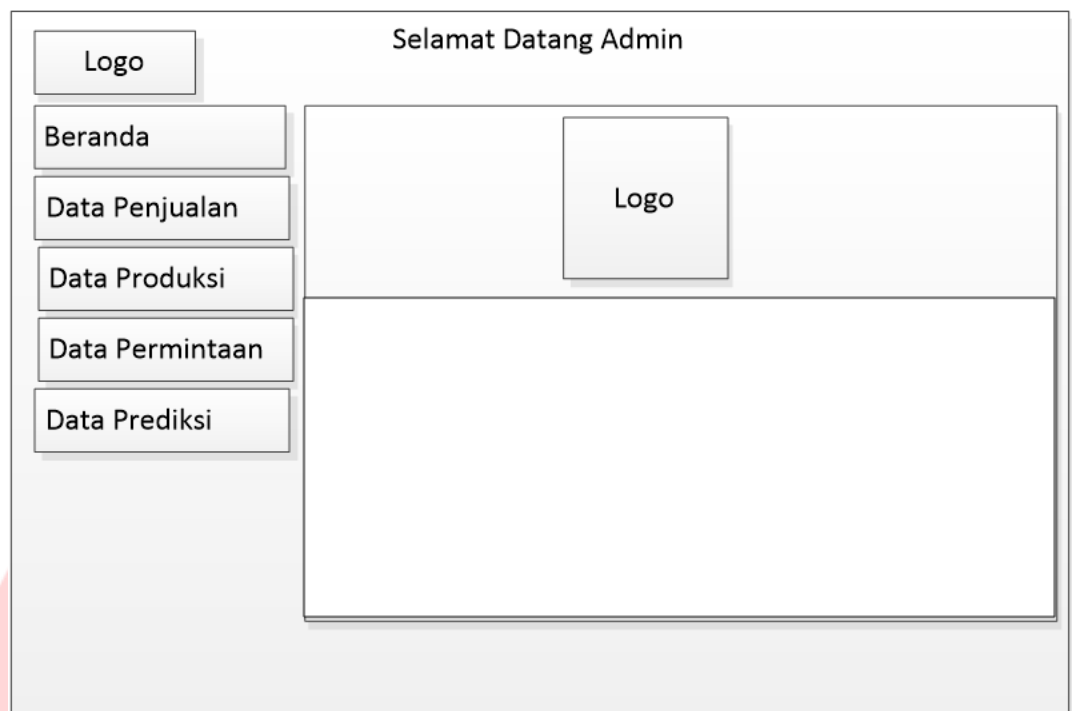 Selamat Datang Admin
Logo
Beranda
Data Penjualan
Data Produksi
Data Permintaan
Data Prediksi
Logo